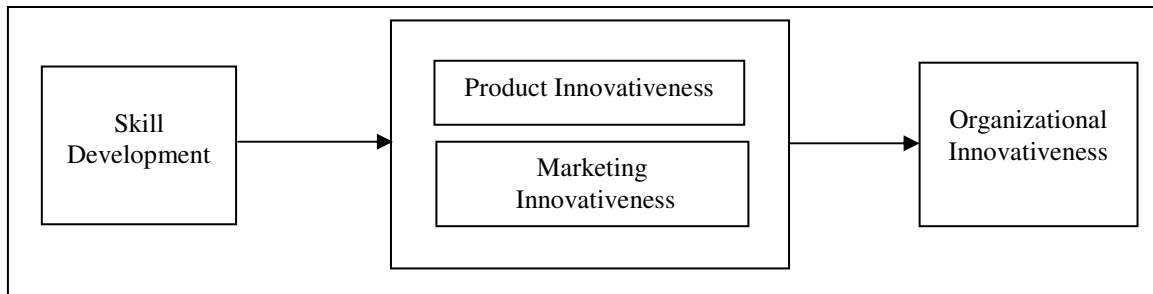 Skill
Development
Product Innovativeness
Marketing
Innovativeness
Organizational
Innovativeness